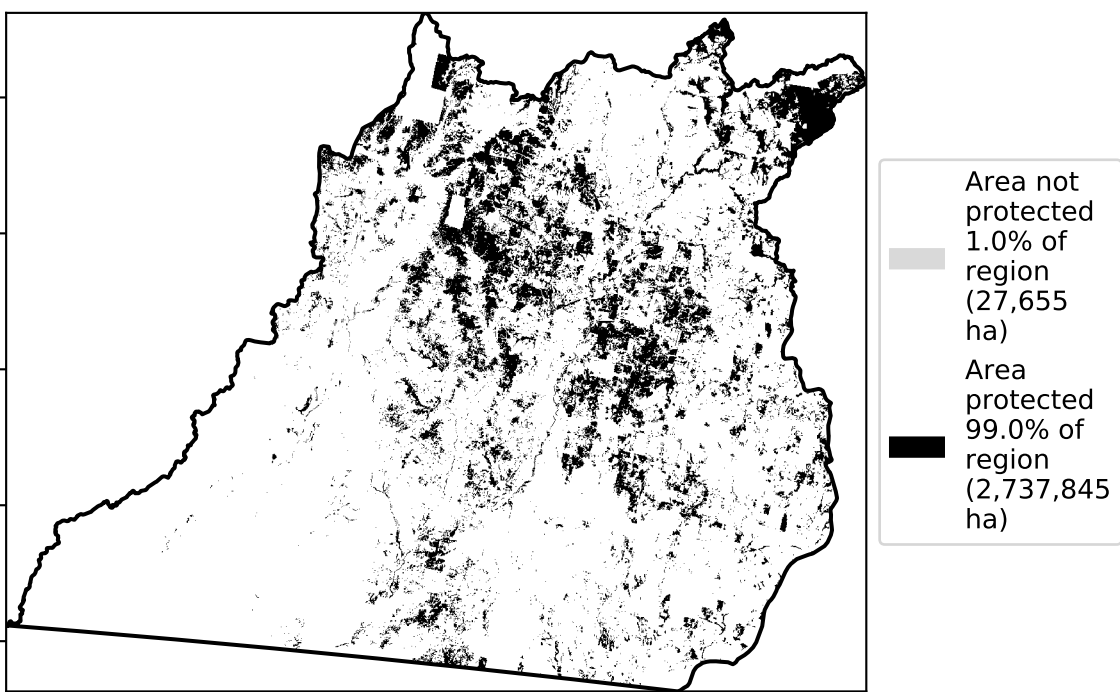 Area not
protected
1.0% of
region
(27,655
ha)
Area
protected
99.0% of
region
(2,737,845
ha)